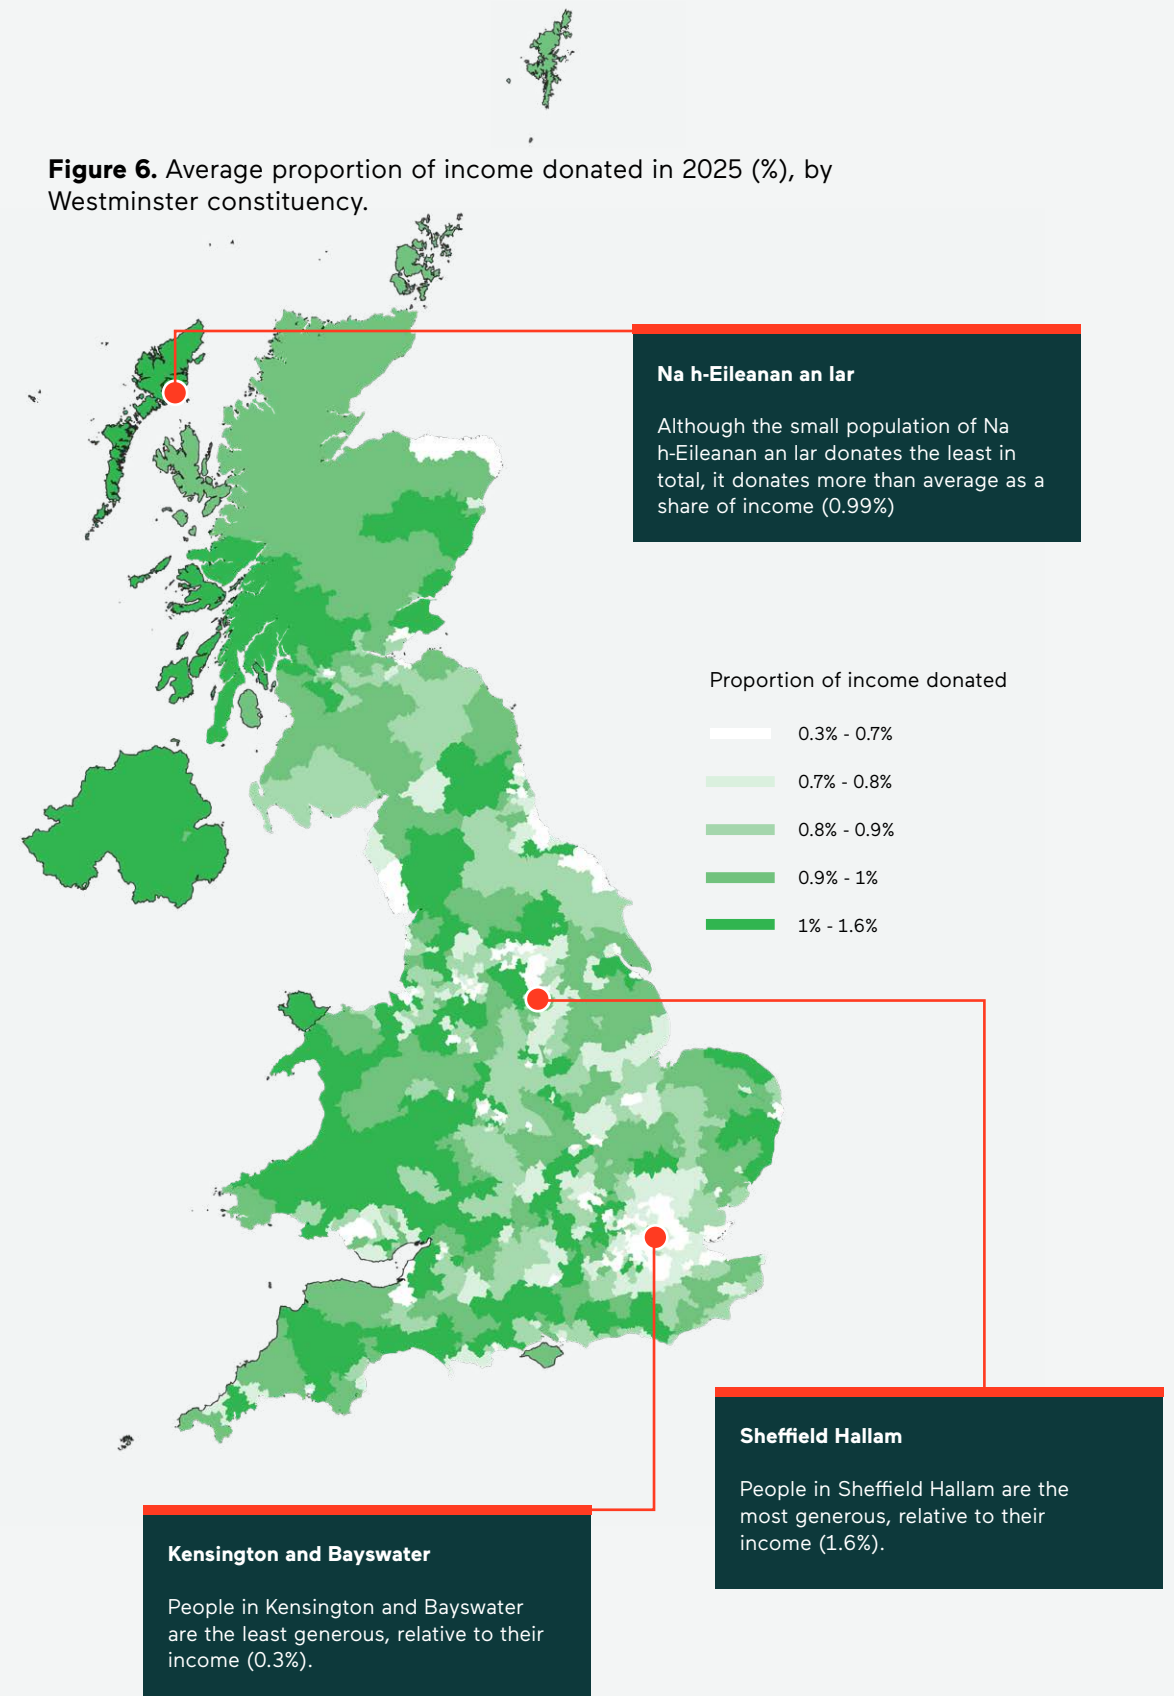 Figure 6. Average proportion of income donated in 2025 (%), by
Westminster constituency.
Na h-Eileanan an Iar
Although the small population of Na
h-Eileanan an Iar donates the least in
total, it donates more than average as a
share of income (0.99%)
Proportion of income donated
0.3% - 0.7%
0.7% - 0.8%
0.8% - 0.9%
0.9% - 1%
1% - 1.6%
Sheffield Hallam
People in Sheffield Hallam are the
most generous, relative to their
income (1.6%).
Kensington and Bayswater
People in Kensington and Bayswater
are the least generous, relative to their
income (0.3%).